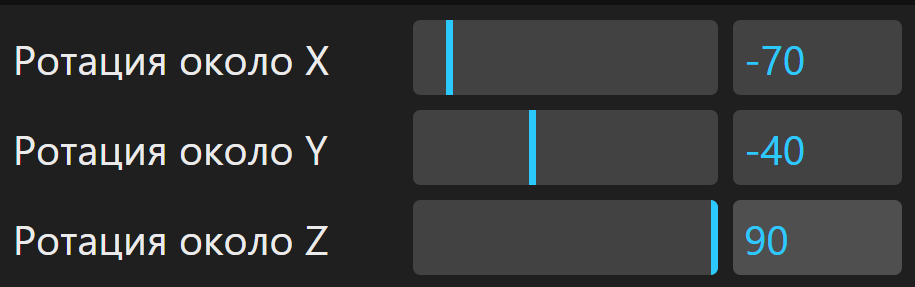 Ротация около X -70
Ротация около Y -40
Ротация около Z 90